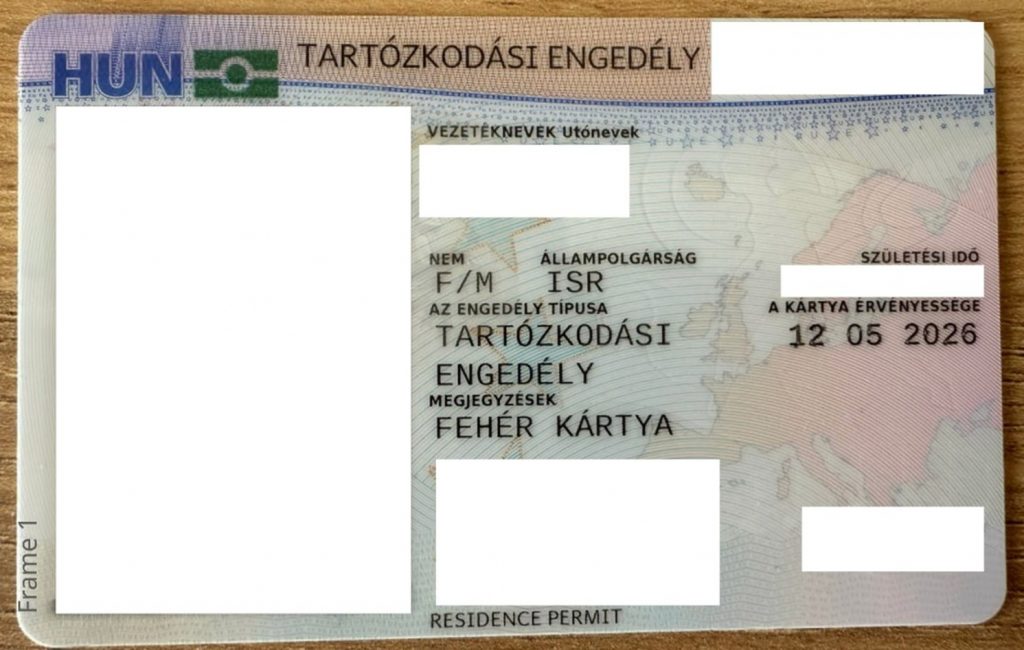 HUN TARTÓZKODÁSI ENGEDÉLY
VEZETÉKNEVEK Utónevek
NEM ÁLLAMPOLGÁRSÁG SZÜLETÉSI IDŐ
F/M ISR
AZ ENGEDÉLY TÍPUSA A KÁRTYA ÉRVÉNYESSÉGE
TARTÓZKODÁSI 12 05 2026
ENGEDÉLY
MEGJEGYZÉSEK
FEHÉR KÁRTYA
RESIDENCE PERMIT
Frame 1